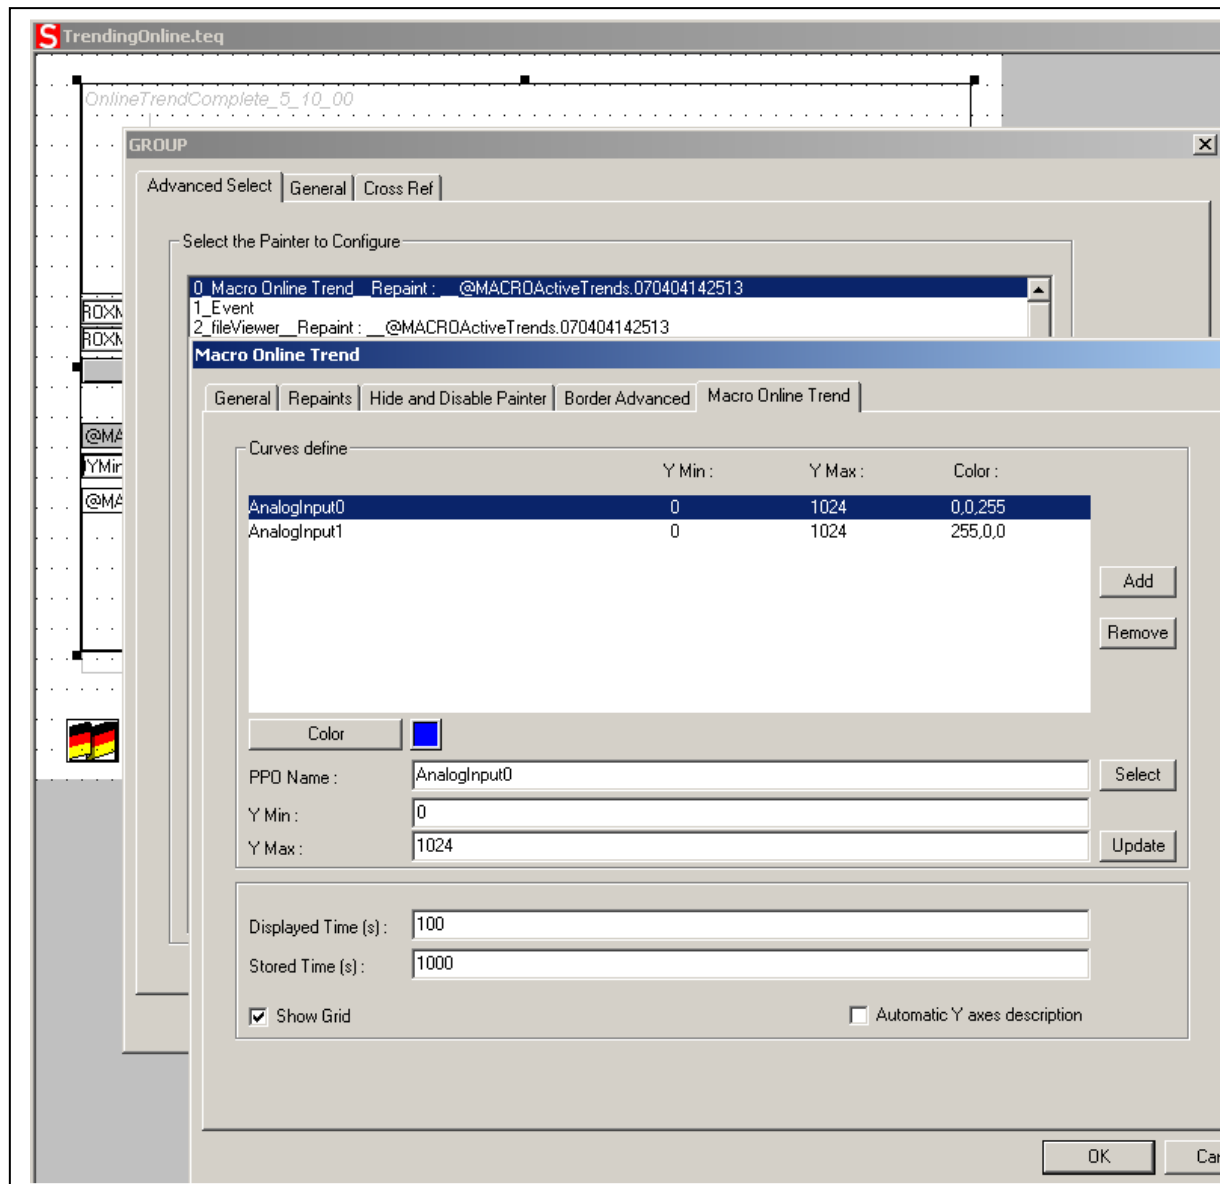 S TrendingOnline.teq
OnlineTrendComplete_5_10_00
GROUP
Advanced Select General Cross Ref
Select the Painter to Configure
0_Macro Online Trend__Repaint : __@MACROActiveTrends.070404142513
1_Event
2_fileViewer__Repaint : __@MACROActiveTrends.070404142513
Macro Online Trend
General Repaints Hide and Disable Painter Border Advanced Macro Online Trend
@MA
YMin
@MA
Curves define
Y Min : Y Max : Color :
AnalogInput0 0 1024 0,0,255
AnalogInput1 0 1024 255,0,0
Add
Remove
Color
PPO Name : AnalogInput0 Select
Y Min : 0
Y Max : 1024 Update
Displayed Time (s) : 100
Stored Time (s) : 1000
Show Grid Automatic Y axes description
OK Can